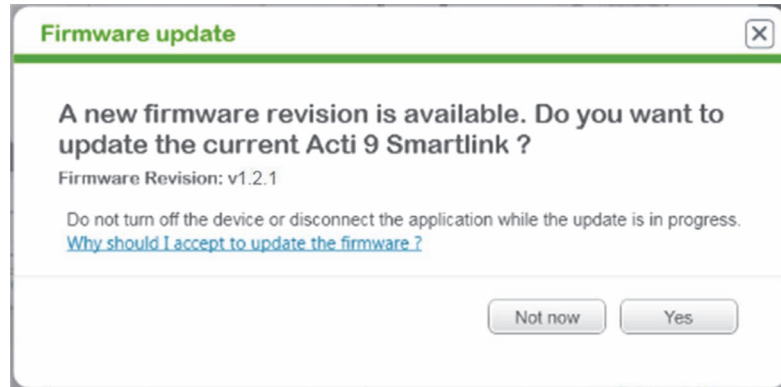 Firmware update
A new firmware revision is available. Do you want to
update the current Acti 9 Smartlink ?
Firmware Revision: v1.2.1
Do not turn off the device or disconnect the application while the update is in progress.
Why should I accept to update the firmware ?
Not now Yes